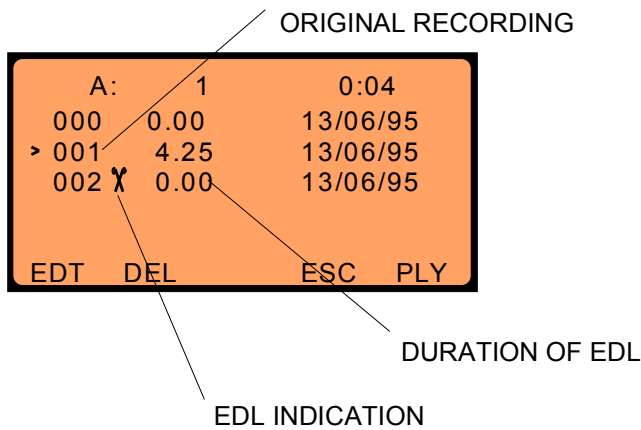 ORIGINAL RECORDING
A: 1 0:04
000 0.00 13/06/95
> 001 4.25 13/06/95
002 0.00 13/06/95
EDT DEL ESC PLY
DURATION OF EDL
EDL INDICATION